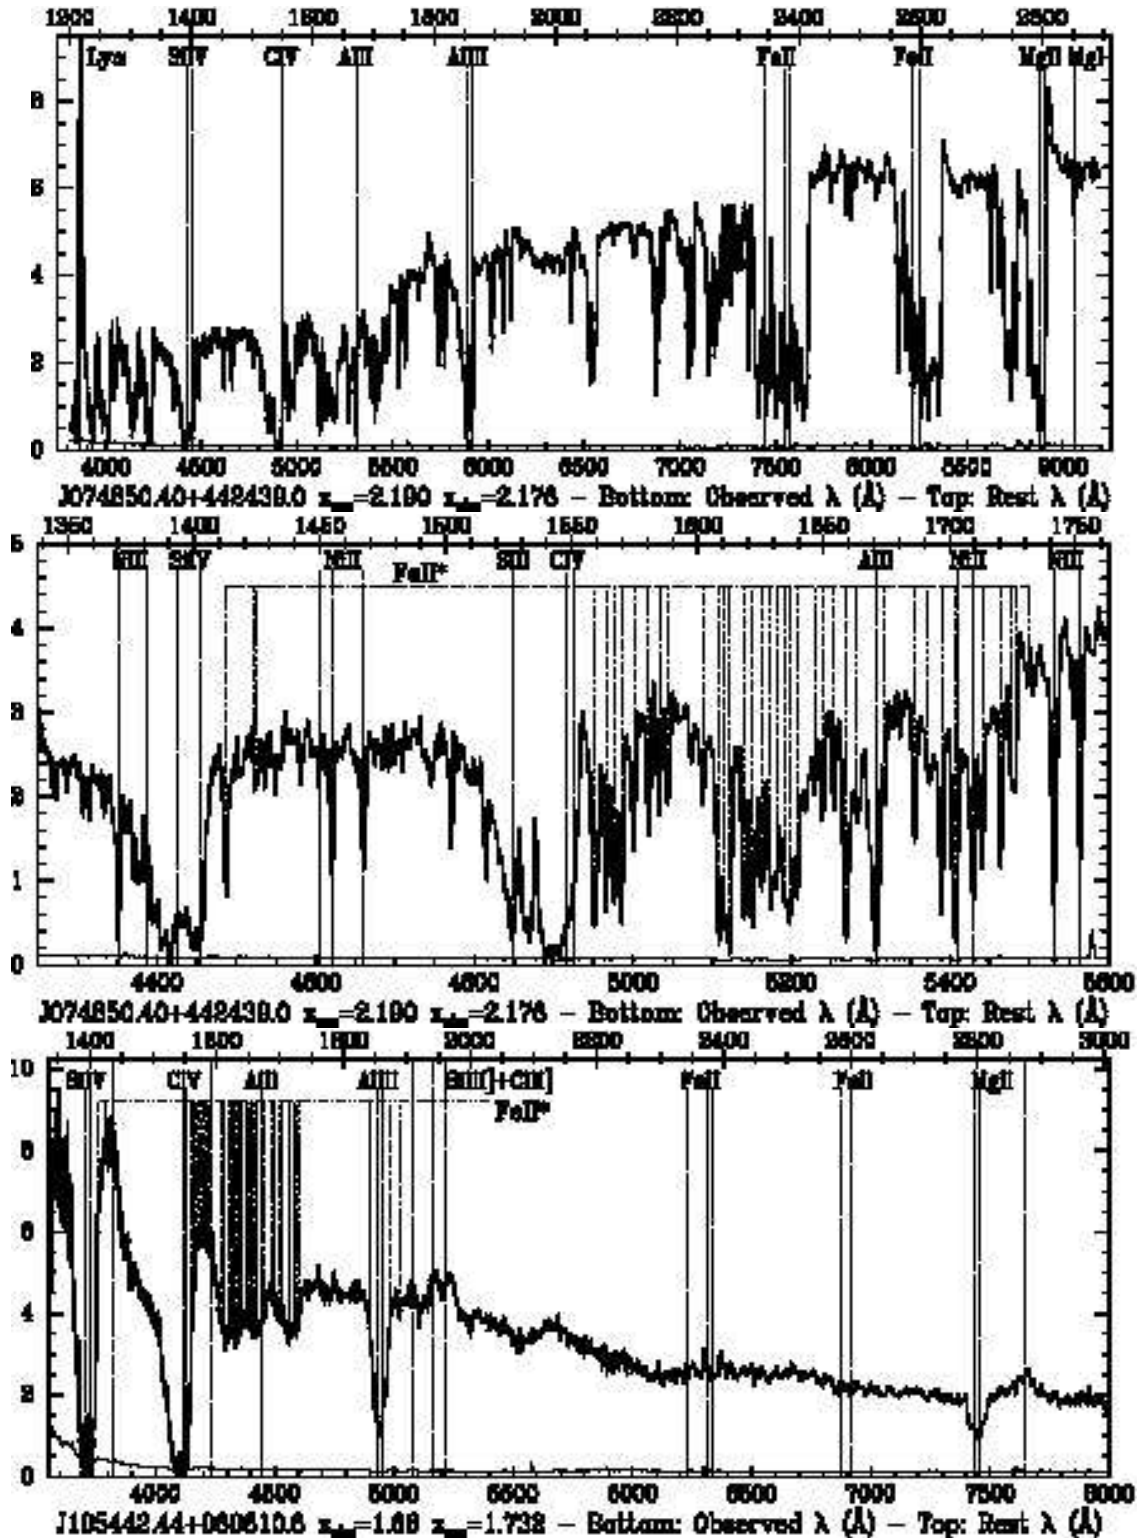 1200 1400 1600 1800 2000 2200 2400 2600 2800
Lyα SiIV CIV AlII AlIII FeII FeII MgII MgI
8
6
4
2
0
4000 4500 5000 5500 6000 6500 7000 7500 8000 8500 9000
J074850.40+442439.0 =2.190 =2.176 – Bottom: Observed λ (Å) – Top: Rest λ (Å)
1350 1400 1450 1500 1550 1600 1650 1700 1750
5
NiII SiIV NiII SiII CIV AlII NiII NiII
FeII*
4
3
2
1
0
4400 4600 4800 5000 5200 5400 5600
J074850.40+442439.0 =2.190 =2.176 – Bottom: Observed λ (Å) – Top: Rest λ (Å)
1400 1600 1800 2000 2200 2400 2600 2800 3000
10
SiIV CIV AlII AlIII SiIII]+CIII] FeII FeII MgII
FeII*
8
6
4
2
0
4000 4500 5000 5500 6000 6500 7000 7500 8000
J105442.44+060610.6 =1.68 =1.732 – Bottom: Observed λ (Å) – Top: Rest λ (Å)